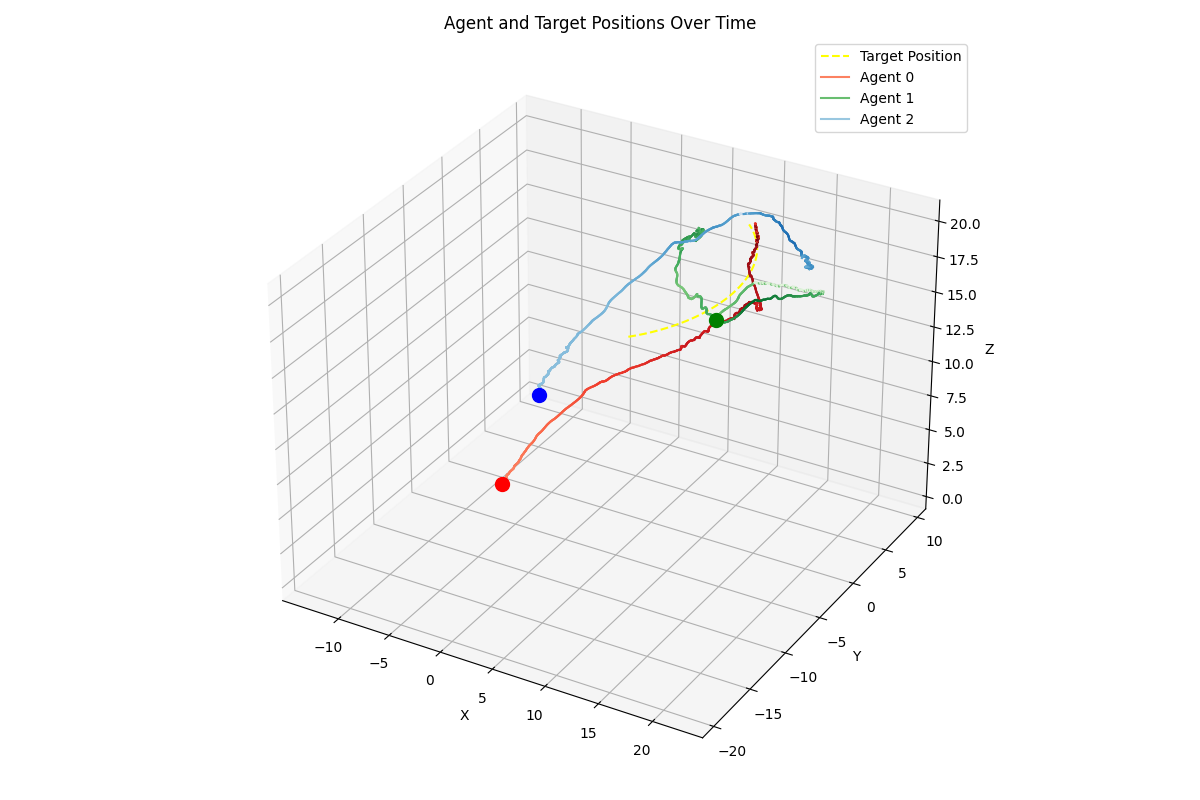 Agent and Target Positions Over Time
Target Position
Agent 0
Agent 1
Agent 2
20.0
17.5
15.0
12.5
Z
10.0
7.5
5.0
2.5
0.0
10
5
0
−5
Y
−10
−15
−20
−10
−5
0
5
X
10
15
20